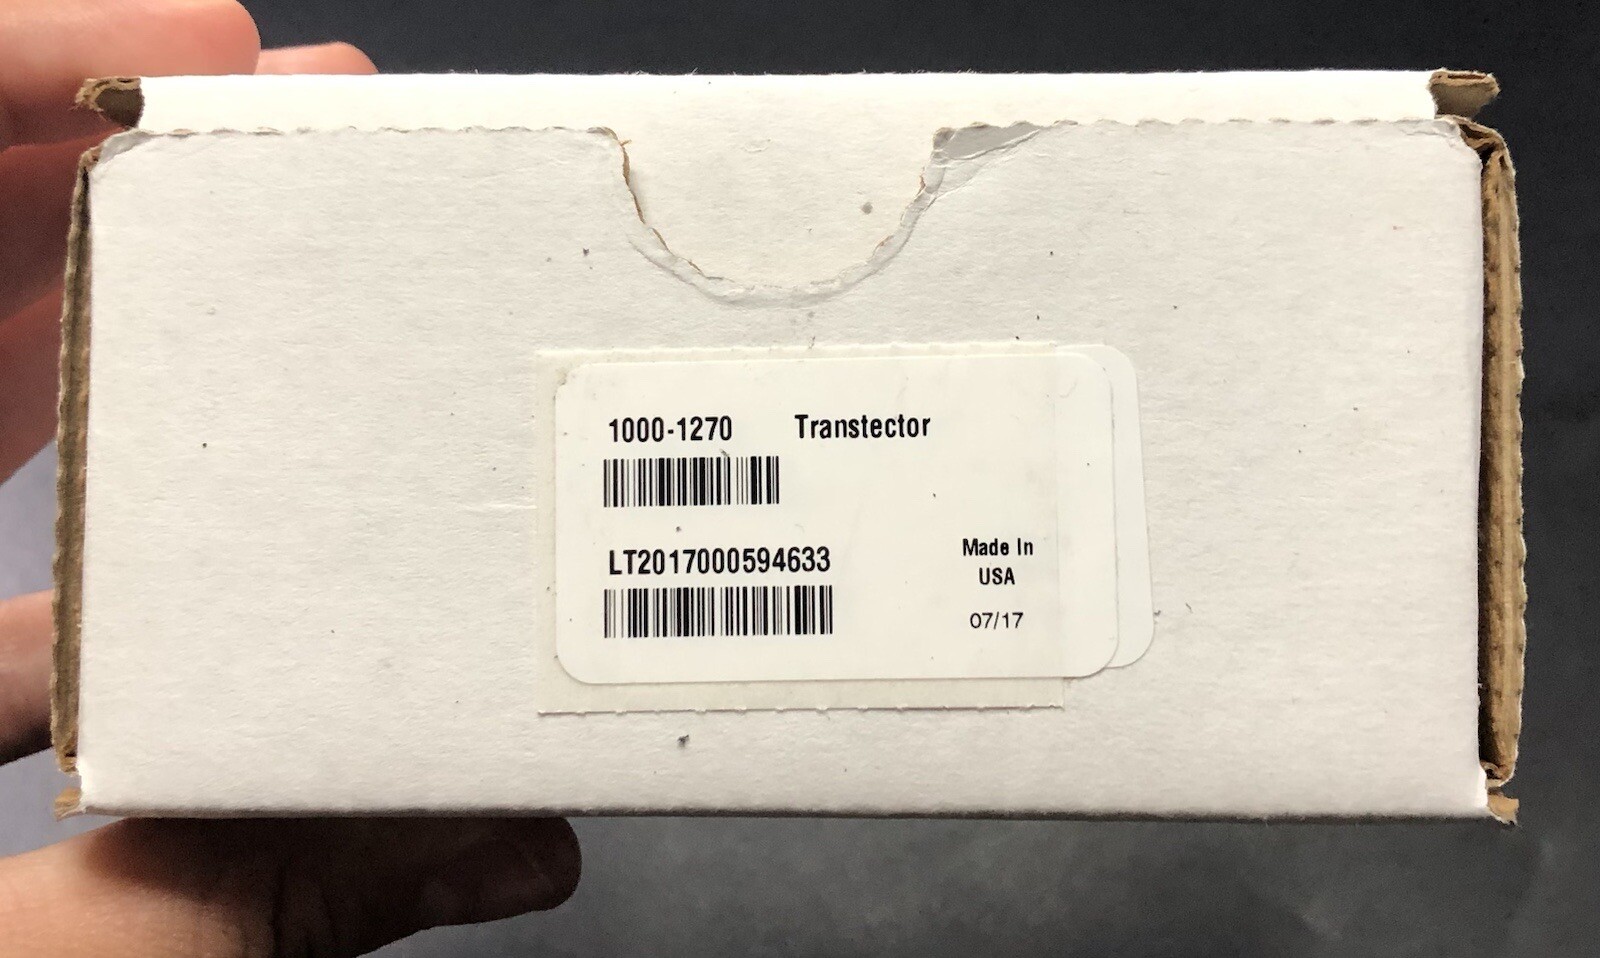 1000-1270 Transtector
LT2017000594633
Made In
USA
07/17